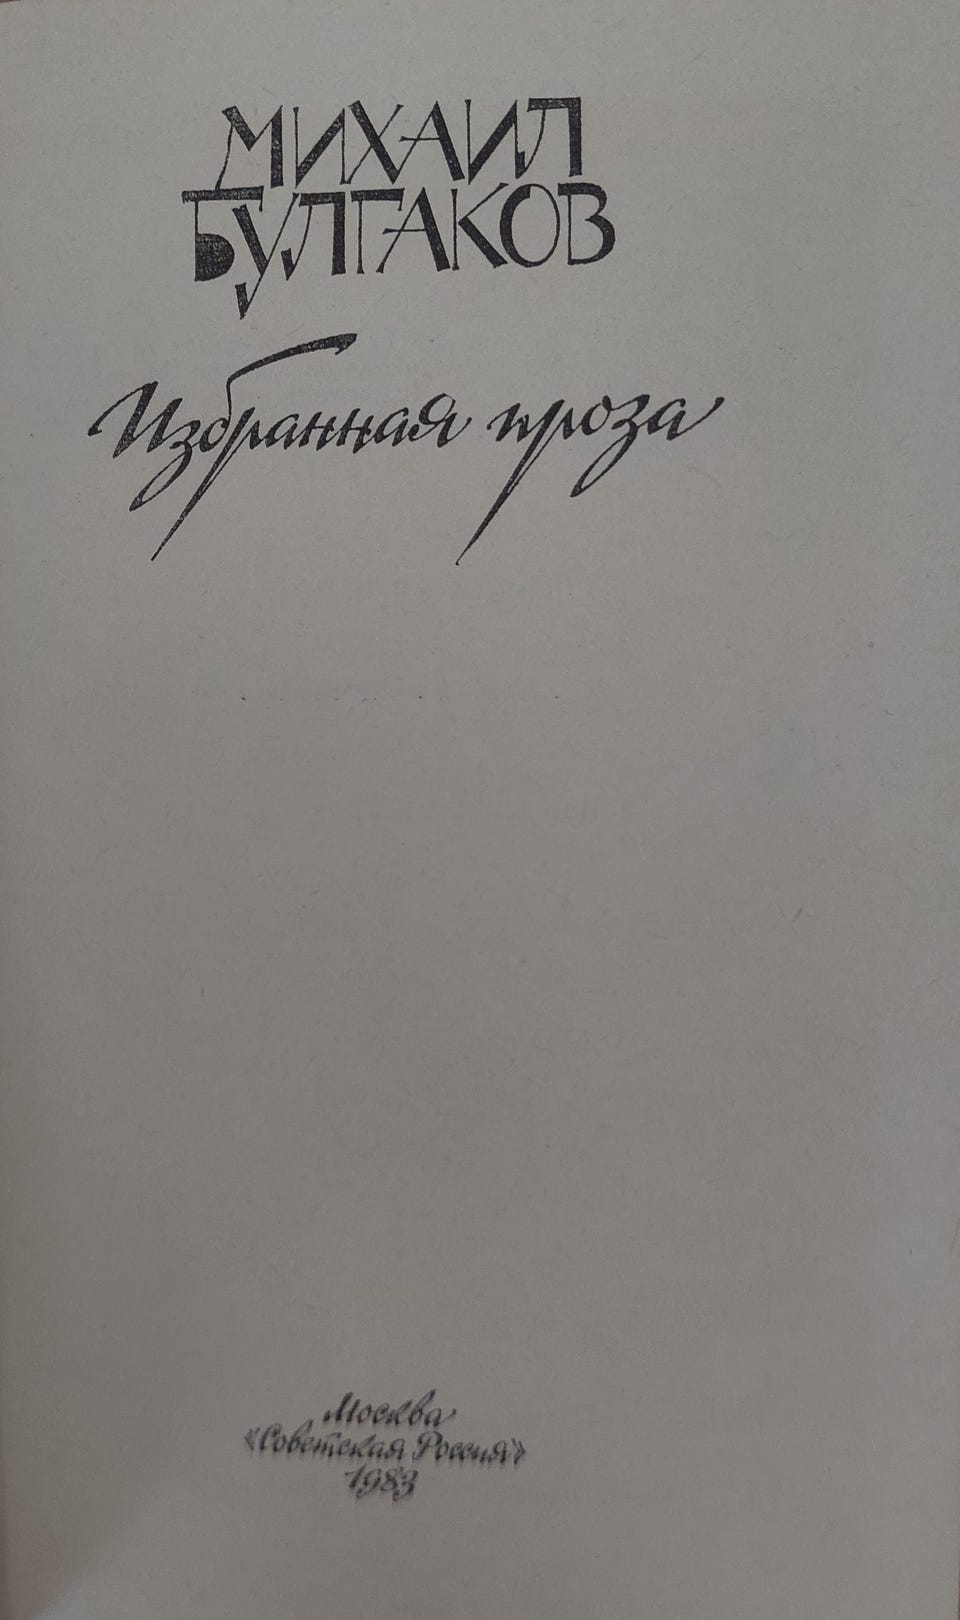 МИХАИЛ
БУЛГАКОВ
Избранная проза
Москва
«Советская Россия»
1983